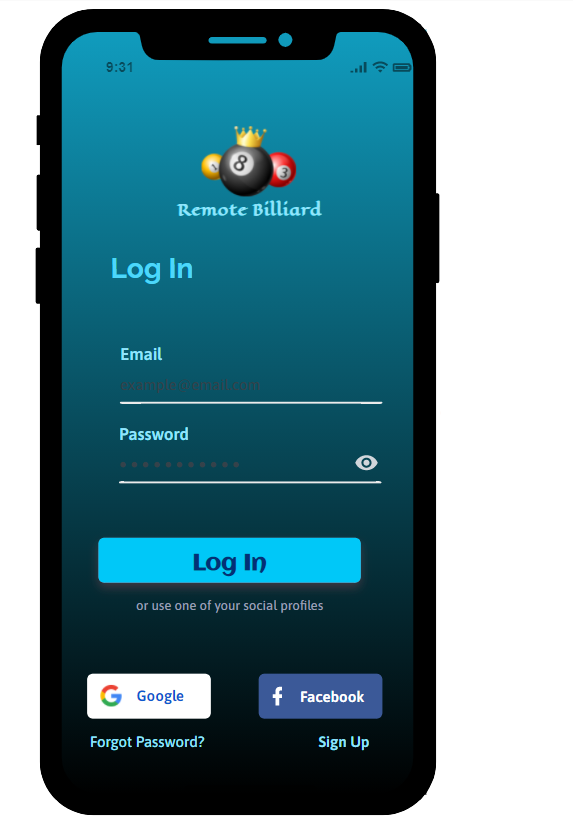 9:31
1 8 3
Remote Billiard
Log In
Email
example@email.com
Password
Log In
or use one of your social profiles
Google
Facebook
Forgot Password?
Sign Up